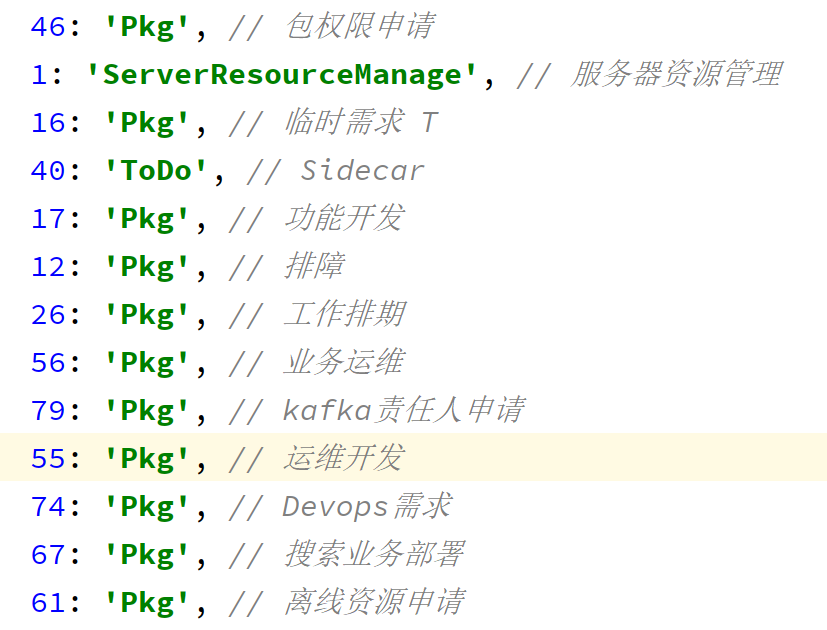 46: 'Pkg', // 包权限申请
1: 'ServerResourceManage', // 服务器资源管理
16: 'Pkg', // 临时需求 T
40: 'ToDo', // Sidecar
17: 'Pkg', // 功能开发
12: 'Pkg', // 排障
26: 'Pkg', // 工作排期
56: 'Pkg', // 业务运维
79: 'Pkg', // kafka责任人申请
55: 'Pkg', // 运维开发
74: 'Pkg', // Devops需求
67: 'Pkg', // 搜索业务部署
61: 'Pkg', // 离线资源申请